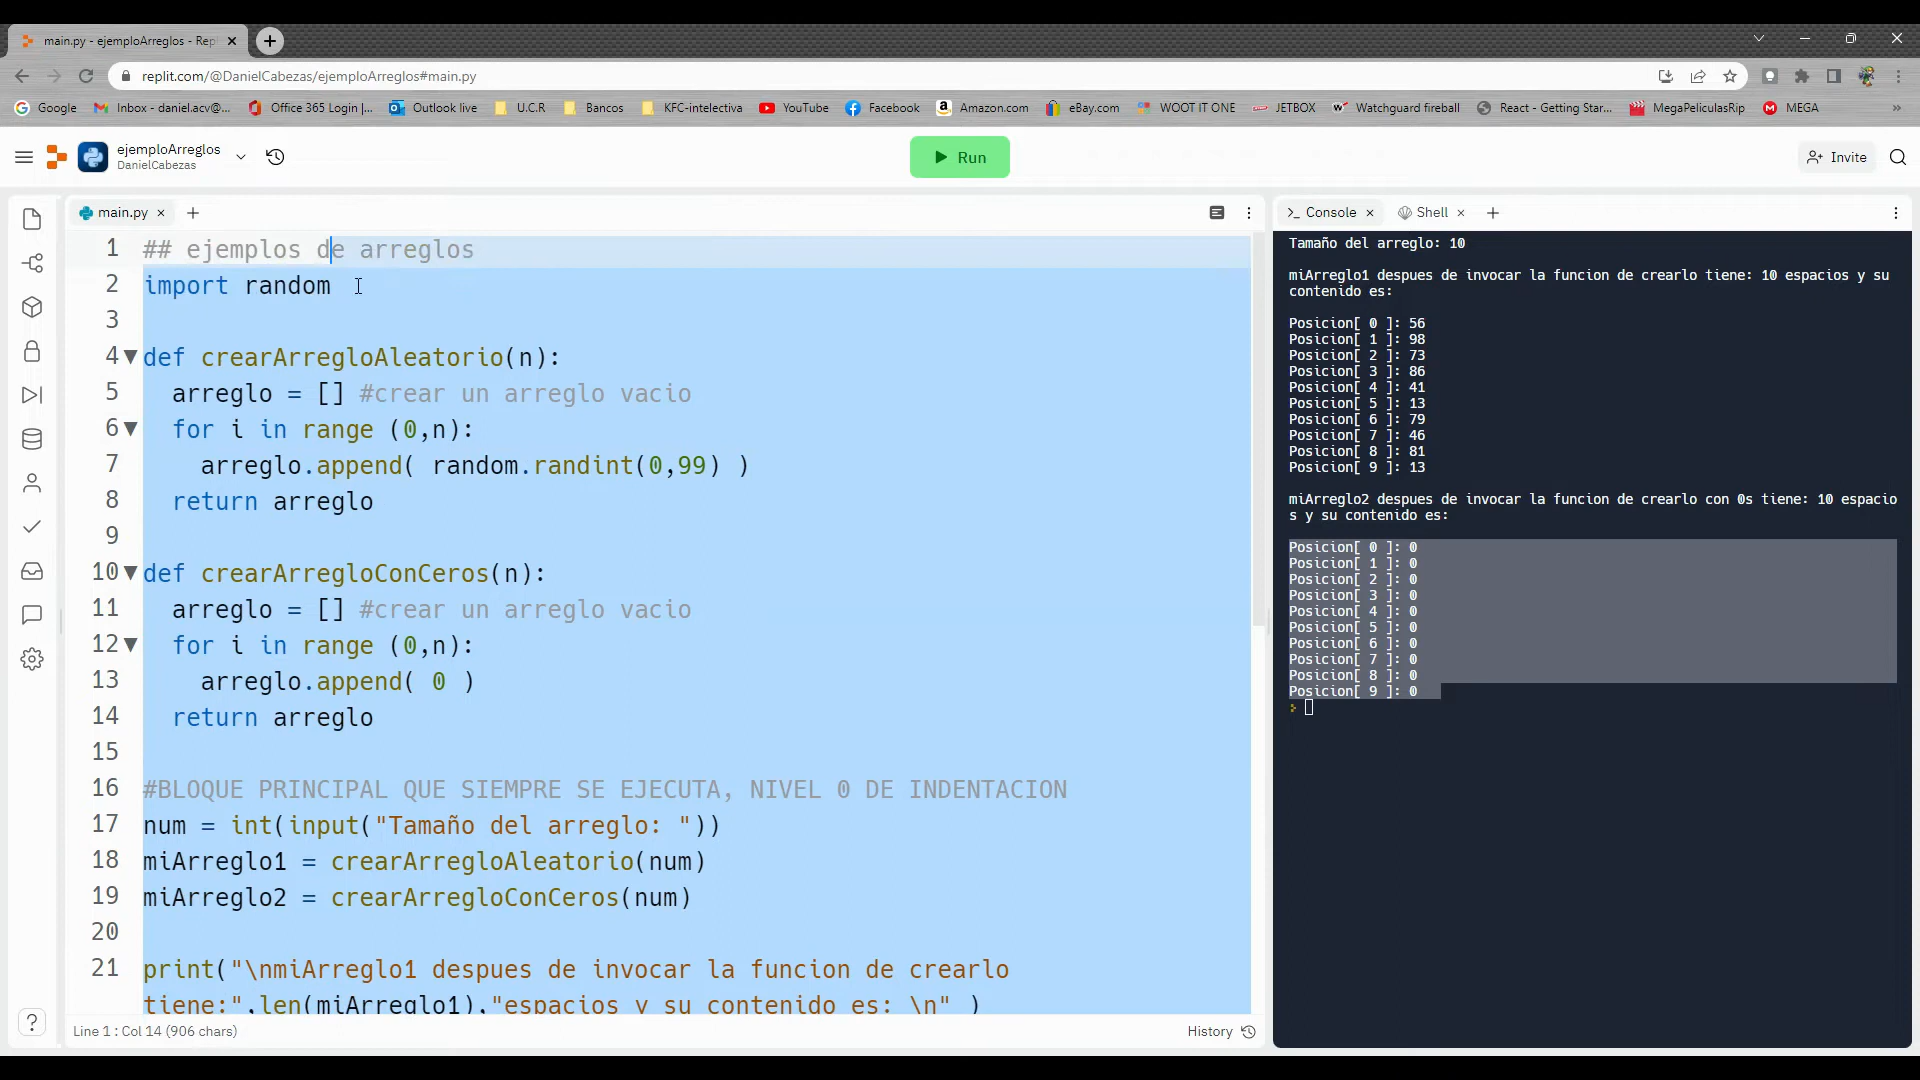 main.py - ejemploArreglos - Rep
replit.com/@DanielCabezas/ejemploArreglos#main.py
Google Inbox - daniel.acv@... Office 365 Login |... Outlook live U.C.R Bancos KFC-intelectiva YouTube Facebook Amazon.com eBay.com WOOT IT ONE JETBOX Watchguard fireball React - Getting Star... MegaPeliculasRip MEGA »
ejemploArreglos
DanielCabezas
Run
Invite
main.py
1 ## ejemplos de arreglos
2 import random
3
4 def crearArregloAleatorio(n):
5 arreglo = [] #crear un arreglo vacio
6 for i in range (0,n):
7 arreglo.append( random.randint(0,99) )
8 return arreglo
9
10 def crearArregloConCeros(n):
11 arreglo = [] #crear un arreglo vacio
12 for i in range (0,n):
13 arreglo.append( 0 )
14 return arreglo
15
16 #BLOQUE PRINCIPAL QUE SIEMPRE SE EJECUTA, NIVEL 0 DE INDENTACION
17 num = int(input("Tamaño del arreglo: "))
18 miArreglo1 = crearArregloAleatorio(num)
19 miArreglo2 = crearArregloConCeros(num)
20
21 print("\nmiArreglo1 despues de invocar la funcion de crearlo
tiene:",len(miArreglo1),"espacios y su contenido es: \n" )
Line 1 : Col 14 (906 chars)
History
Console Shell
Tamaño del arreglo: 10
miArreglo1 despues de invocar la funcion de crearlo tiene: 10 espacios y su
contenido es:
Posicion[ 0 ]: 56
Posicion[ 1 ]: 98
Posicion[ 2 ]: 73
Posicion[ 3 ]: 86
Posicion[ 4 ]: 41
Posicion[ 5 ]: 13
Posicion[ 6 ]: 79
Posicion[ 7 ]: 46
Posicion[ 8 ]: 81
Posicion[ 9 ]: 13
miArreglo2 despues de invocar la funcion de crearlo con 0s tiene: 10 espacio
s y su contenido es:
Posicion[ 0 ]: 0
Posicion[ 1 ]: 0
Posicion[ 2 ]: 0
Posicion[ 3 ]: 0
Posicion[ 4 ]: 0
Posicion[ 5 ]: 0
Posicion[ 6 ]: 0
Posicion[ 7 ]: 0
Posicion[ 8 ]: 0
Posicion[ 9 ]: 0